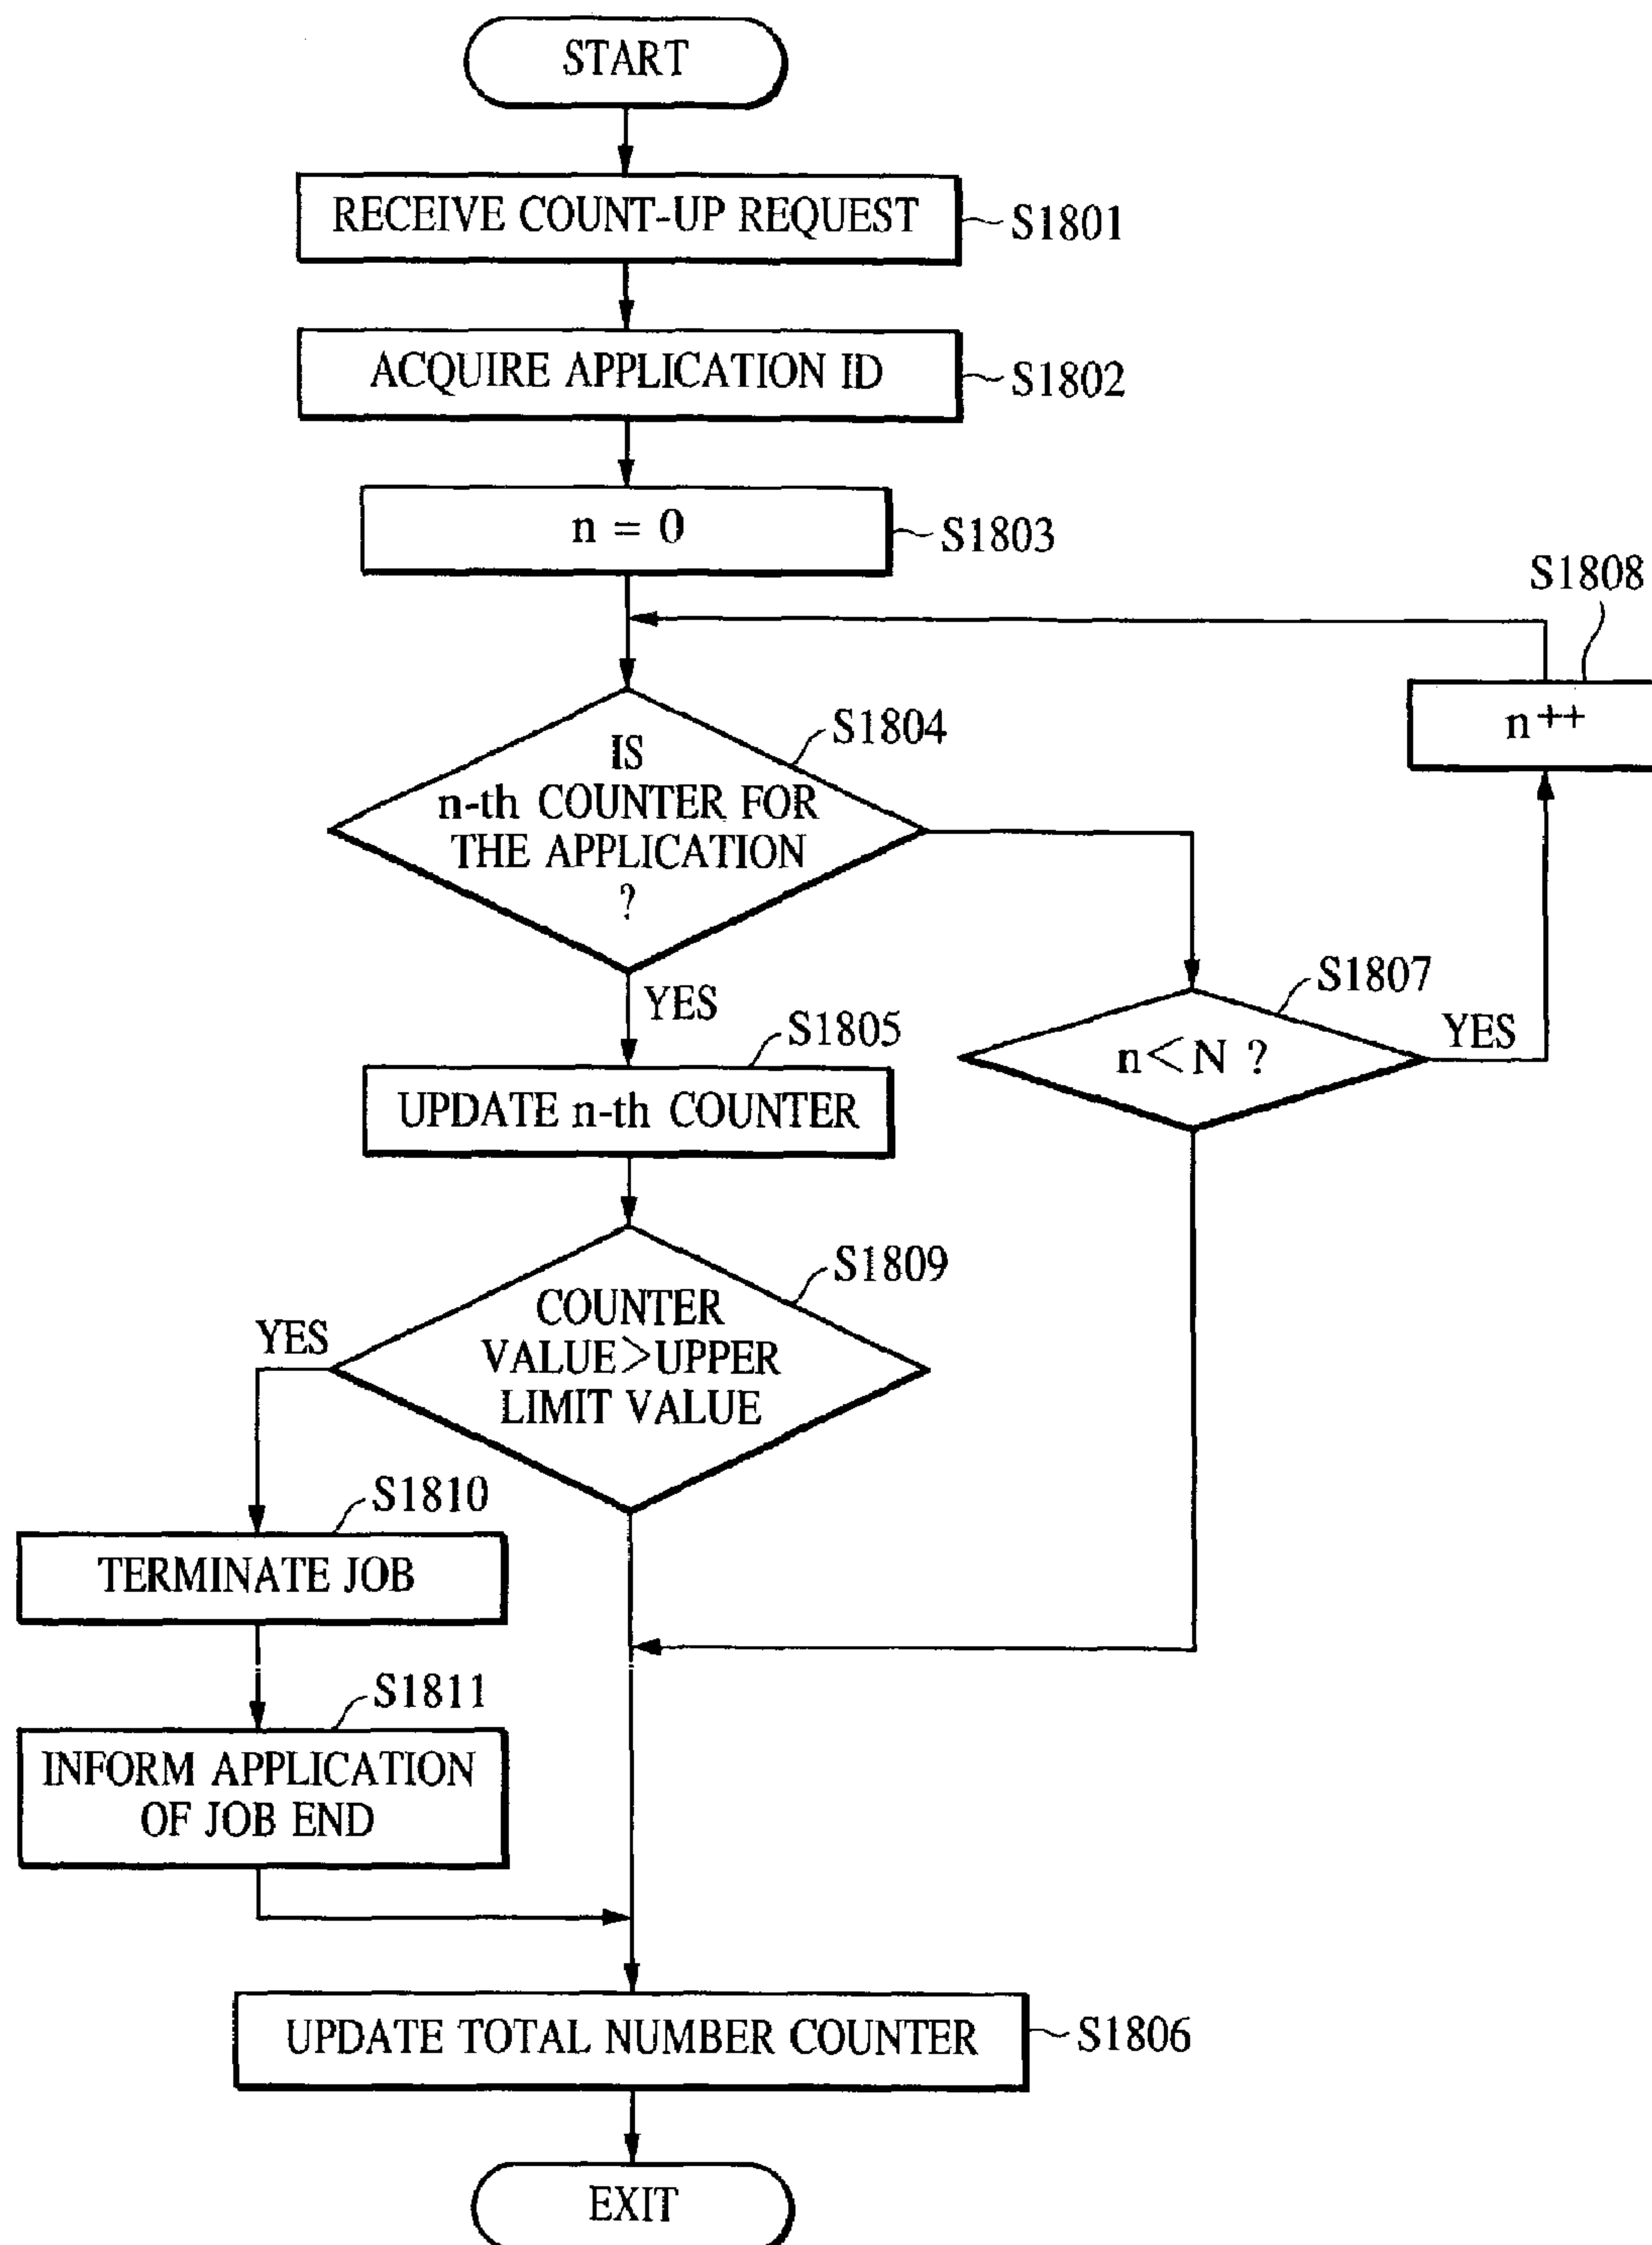 START
RECEIVE COUNT-UP REQUEST
S1801
ACQUIRE APPLICATION ID
S1802
n = 0
S1803
S1808
n++
S1804
IS
n-th COUNTER FOR
THE APPLICATION
?
YES
S1807
n<N ?
YES
S1805
UPDATE n-th COUNTER
S1809
COUNTER
VALUE>UPPER
LIMIT VALUE
YES
S1810
TERMINATE JOB
S1811
INFORM APPLICATION
OF JOB END
UPDATE TOTAL NUMBER COUNTER
S1806
EXIT